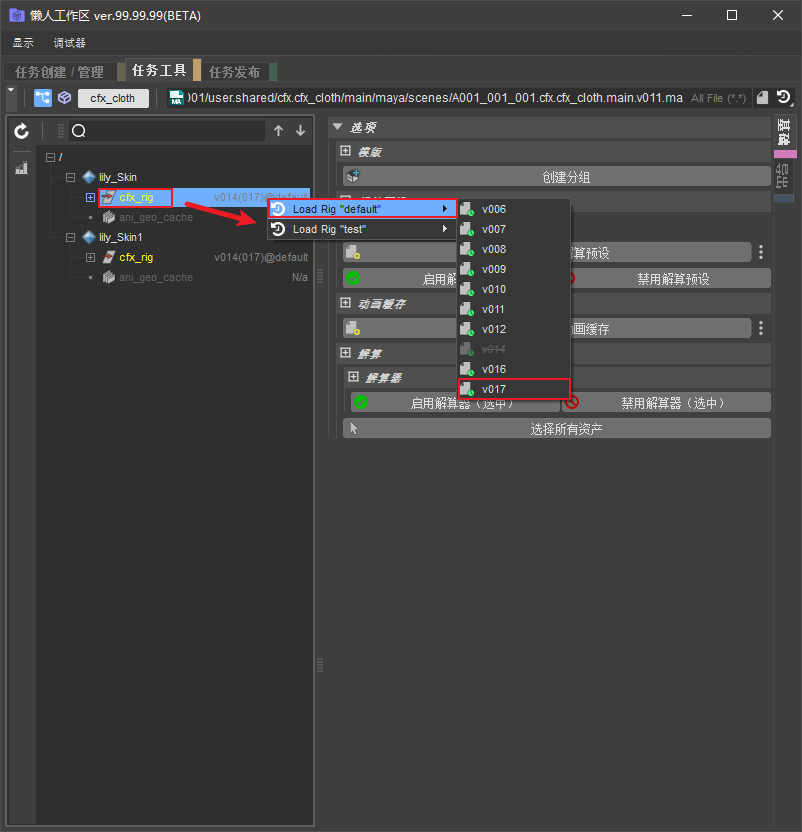 懒人工作区 ver.99.99.99(BETA)
显示 调试器
任务创建 / 管理 任务工具 任务发布
cfx_cloth
)01/user.shared/cfx.cfx_cloth/main/maya/scenes/A001_001_001.cfx.cfx_cloth.main.v011.ma
All File (*.*)
/
lily_Skin
cfx_rig v014(017)@default
ani_geo_cache
lily_Skin1
cfx_rig v014(017)@default
ani_geo_cache N/a
Load Rig "default"
Load Rig "test"
v006
v007
v008
v009
v010
v011
v012
v014
v016
v017
选项
模版
创建分组
解算预设
启用解
禁用解算预设
动画缓存
画缓存
解算
解算器
启用解算器（选中）
禁用解算器（选中）
选择所有资产
基础